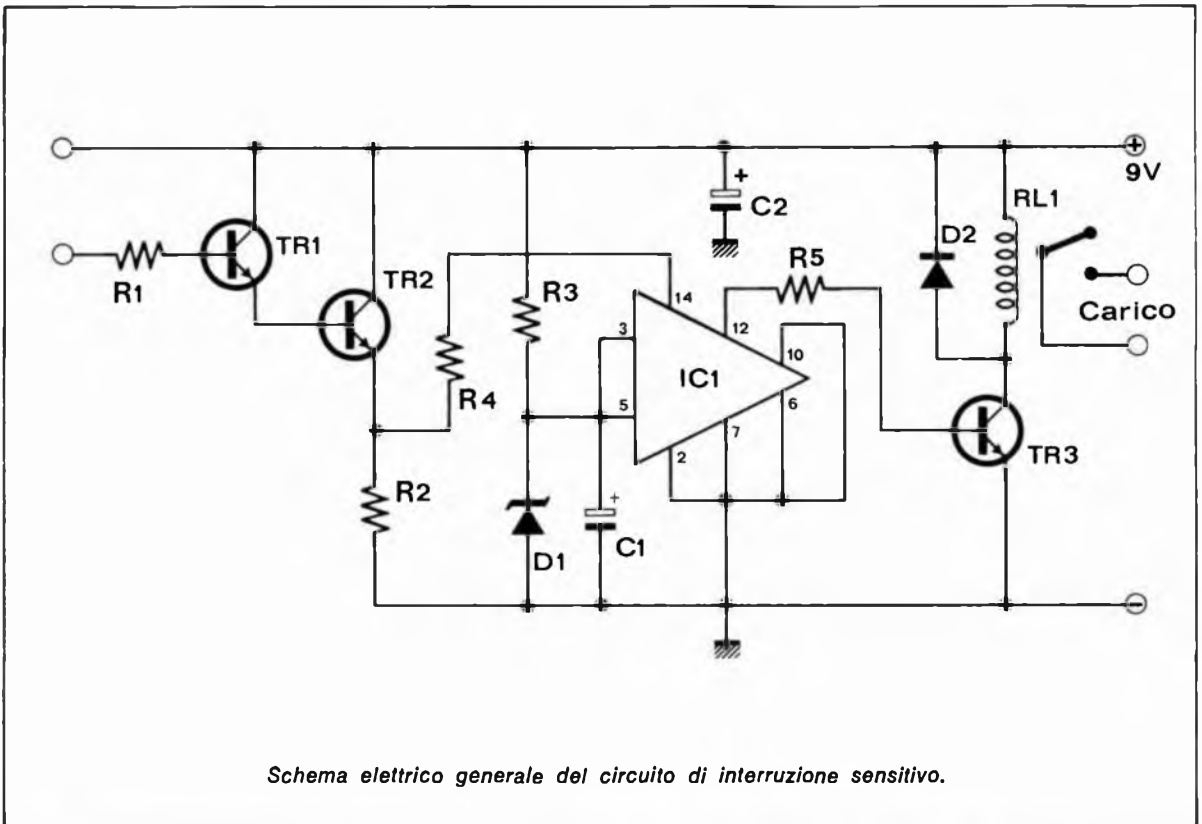 +
9V
+
C2
RL1
D2
TR1
R1
TR2
R3
14
R5
12
Carico
3
10
IC1
R4
5
6
7
2
TR3
R2
+
D1
C1
-
Schema elettrico generale del circuito di interruzione sensitivo.